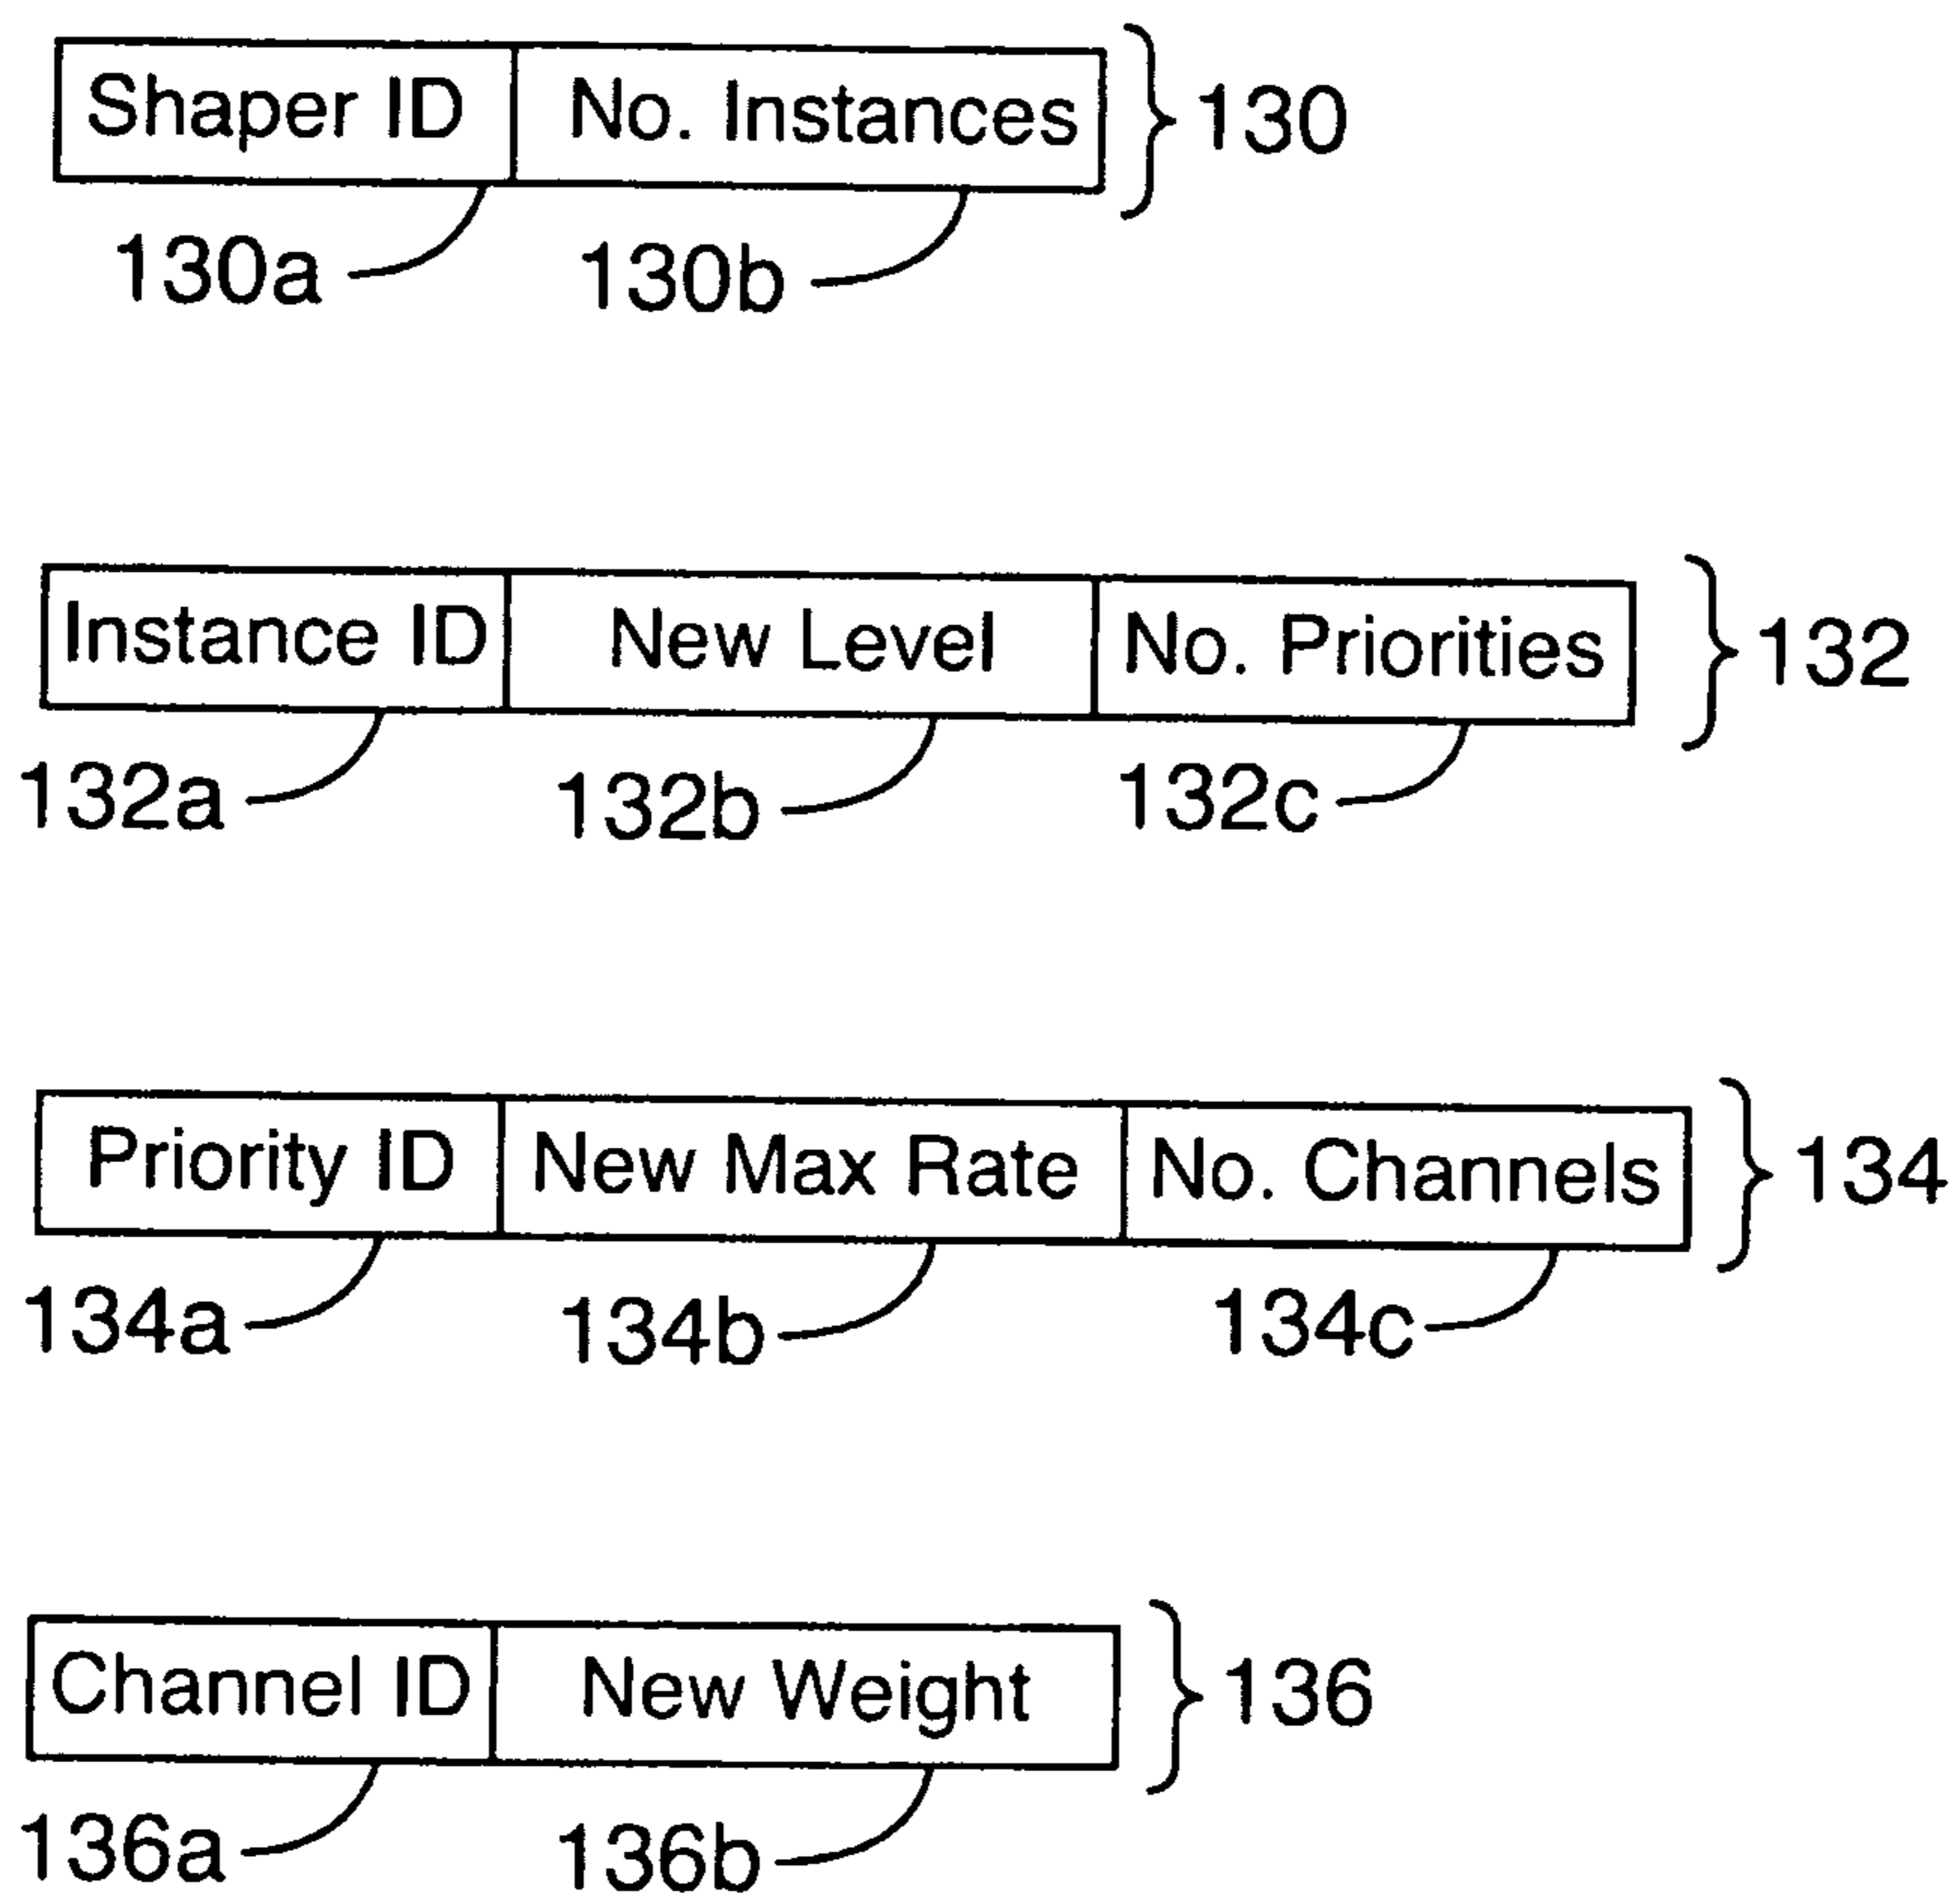 Shaper ID No. Instances 130
130a 130b
Instance ID New Level No. Priorities 132
132a 132b 132c
Priority ID New Max Rate No. Channels 134
134a 134b 134c
Channel ID New Weight 136
136a 136b